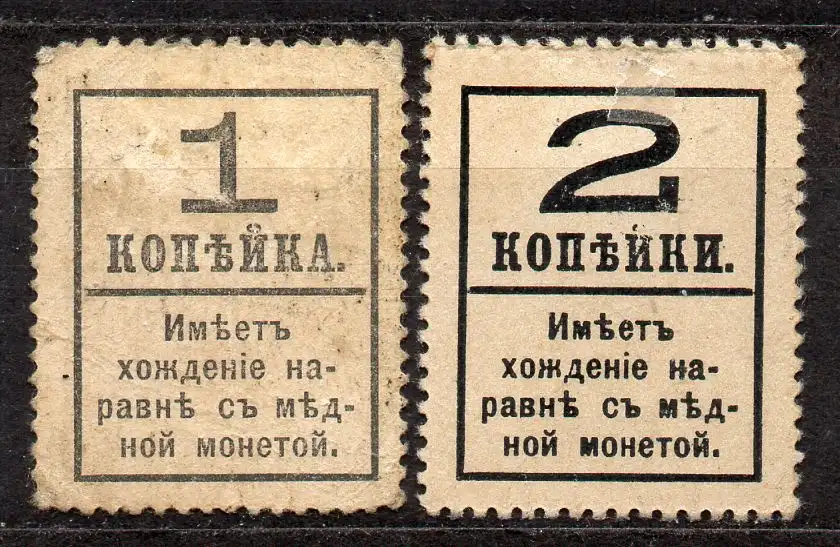 1
КОПѢЙКА.
Имѣетъ
хожденіе на-
равнѣ съ мѣд-
ной монетой.
2
КОПѢЙКИ.
Имѣетъ
хожденіе на-
равнѣ съ мѣд-
ной монетой.